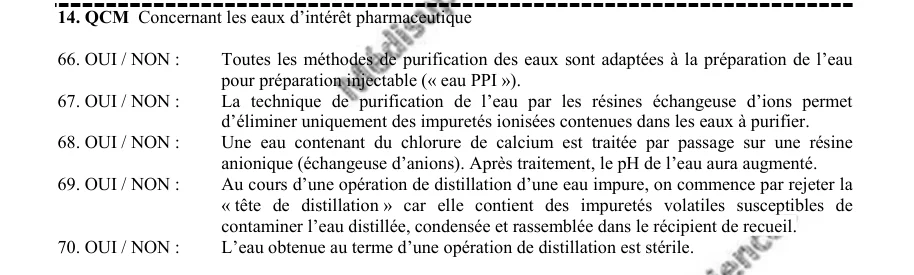 14. QCM Concernant les eaux d’intérêt pharmaceutique
66. OUI / NON : Toutes les méthodes de purification des eaux sont adaptées à la préparation de l’eau
pour préparation injectable (« eau PPI »).
67. OUI / NON : La technique de purification de l’eau par les résines échangeuse d’ions permet
d’éliminer uniquement des impuretés ionisées contenues dans les eaux à purifier.
68. OUI / NON : Une eau contenant du chlorure de calcium est traitée par passage sur une résine
anionique (échangeuse d’anions). Après traitement, le pH de l’eau aura augmenté.
69. OUI / NON : Au cours d’une opération de distillation d’une eau impure, on commence par rejeter la
« tête de distillation » car elle contient des impuretés volatiles susceptibles de
contaminer l’eau distillée, condensée et rassemblée dans le récipient de recueil.
70. OUI / NON : L’eau obtenue au terme d’une opération de distillation est stérile.